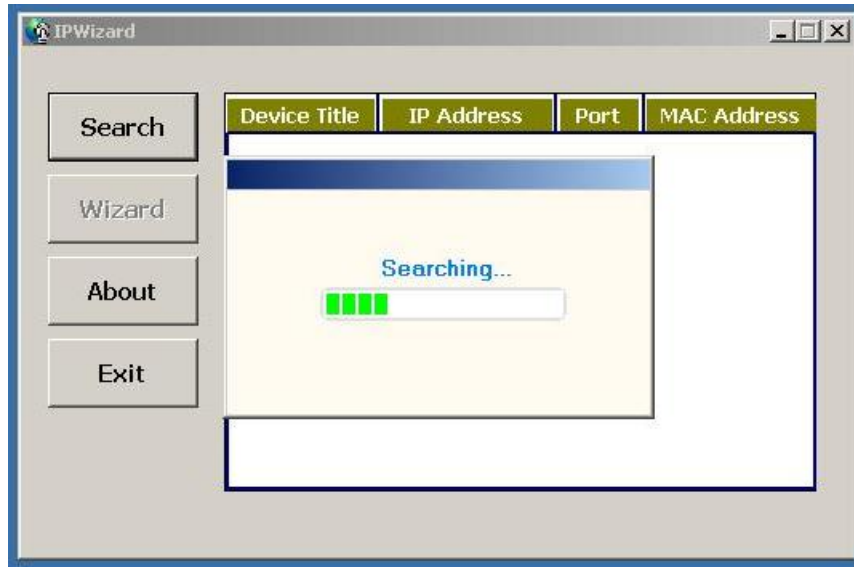 IPWizard
Search
Wizard
About
Exit
Device Title IP Address Port MAC Address
Searching...